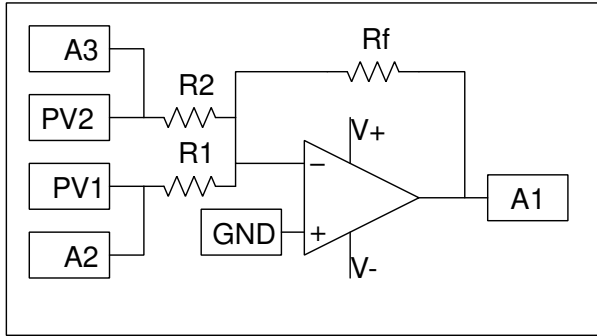 A3
Rf
R2
PV2
V+
R1
−
PV1
A1
GND
+
A2
V-